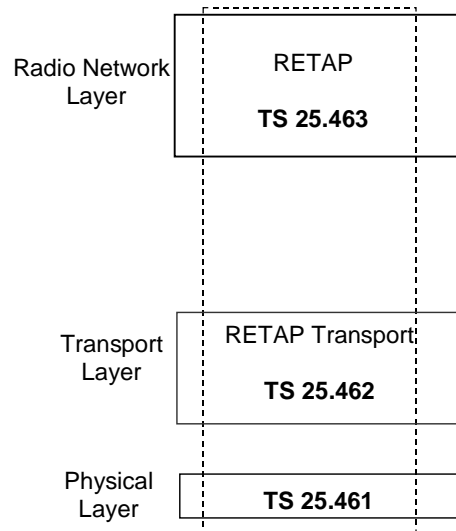 Radio Network
Layer
RETAP
TS 25.463
Transport
Layer
RETAP Transport
TS 25.462
Physical
Layer
TS 25.461